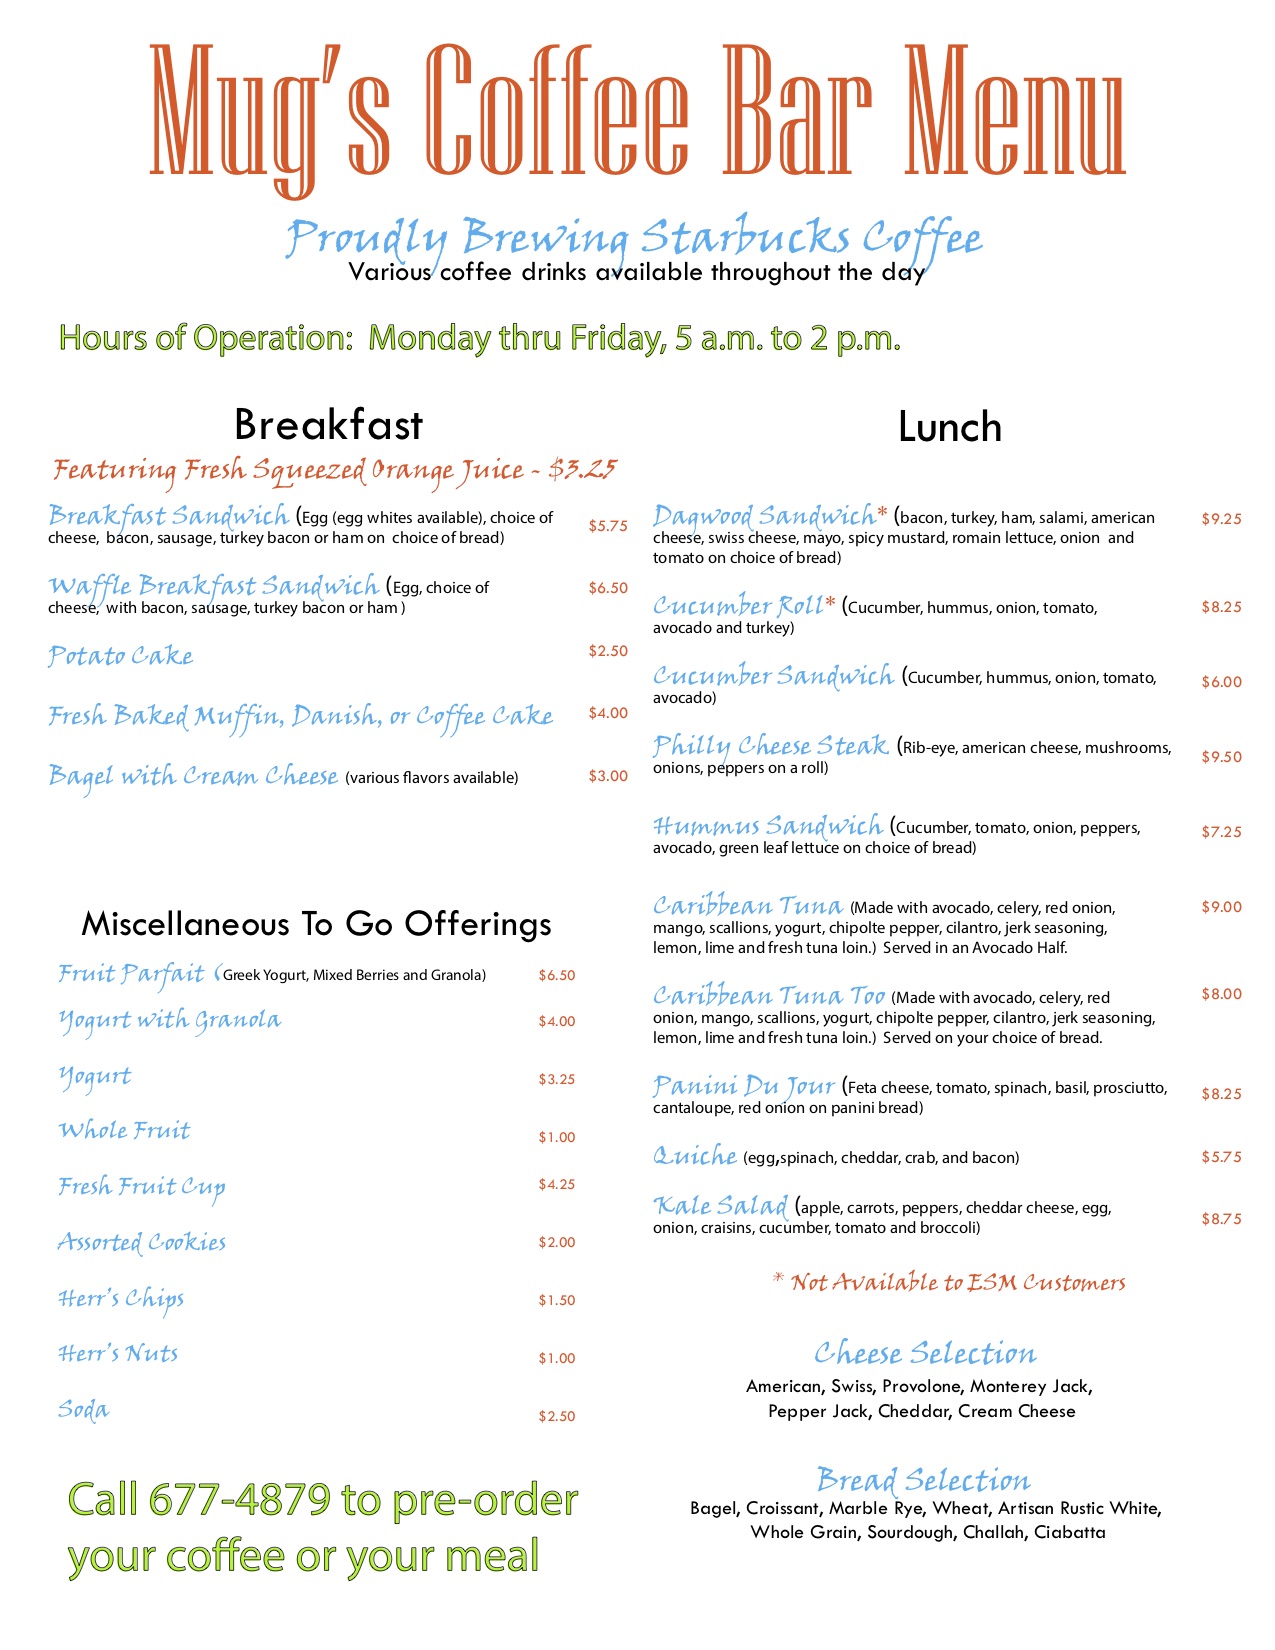 Mug's Coffee Bar Menu
Proudly Brewing Starbucks Coffee
Various coffee drinks available throughout the day
Hours of Operation:  Monday thru Friday, 5 a.m. to 2 p.m.
Breakfast
Featuring Fresh Squeezed Orange Juice - $3.25
Breakfast Sandwich (Egg (egg whites available), choice of $5.75
cheese,  bacon, sausage, turkey bacon or ham on  choice of bread)
Waffle Breakfast Sandwich (Egg, choice of $6.50
cheese,  with bacon, sausage, turkey bacon or ham )
Potato Cake $2.50
Fresh Baked Muffin, Danish, or Coffee Cake $4.00
Bagel with Cream Cheese (various flavors available) $3.00
Miscellaneous To Go Offerings
Fruit Parfait (Greek Yogurt, Mixed Berries and Granola) $6.50
Yogurt with Granola $4.00
Yogurt $3.25
Whole Fruit $1.00
Fresh Fruit Cup $4.25
Assorted Cookies $2.00
Herr's Chips $1.50
Herr's Nuts $1.00
Soda $2.50
Call 677-4879 to pre-order
your coffee or your meal
Lunch
Dagwood Sandwich* (bacon, turkey, ham, salami, american $9.25
cheese, swiss cheese, mayo, spicy mustard, romain lettuce, onion  and
tomato on choice of bread)
Cucumber Roll* (Cucumber, hummus, onion, tomato, $8.25
avocado and turkey)
Cucumber Sandwich (Cucumber, hummus, onion, tomato, $6.00
avocado)
Philly Cheese Steak (Rib-eye, american cheese, mushrooms, $9.50
onions, peppers on a roll)
Hummus Sandwich (Cucumber, tomato, onion, peppers, $7.25
avocado, green leaf lettuce on choice of bread)
Caribbean Tuna (Made with avocado, celery, red onion, $9.00
mango, scallions, yogurt, chipolte pepper, cilantro, jerk seasoning,
lemon, lime and fresh tuna loin.)  Served in an Avocado Half.
Caribbean Tuna Too (Made with avocado, celery, red $8.00
onion, mango, scallions, yogurt, chipolte pepper, cilantro, jerk seasoning,
lemon, lime and fresh tuna loin.)  Served on your choice of bread.
Panini Du Jour (Feta cheese, tomato, spinach, basil, prosciutto, $8.25
cantaloupe, red onion on panini bread)
Quiche (egg,spinach, cheddar, crab, and bacon) $5.75
Kale Salad (apple, carrots, peppers, cheddar cheese, egg, $8.75
onion, craisins, cucumber, tomato and broccoli)
* Not Available to ESM Customers
Cheese Selection
American, Swiss, Provolone, Monterey Jack,
Pepper Jack, Cheddar, Cream Cheese
Bread Selection
Bagel, Croissant, Marble Rye, Wheat, Artisan Rustic White,
Whole Grain, Sourdough, Challah, Ciabatta